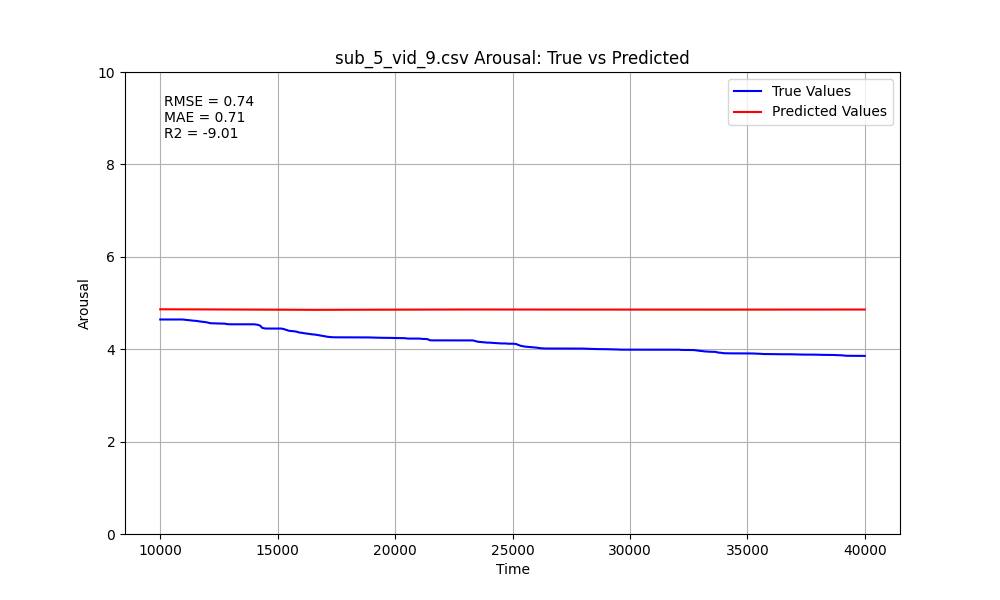 sub_5_vid_9.csv Arousal: True vs Predicted
RMSE = 0.74
MAE = 0.71
R2 = -9.01
True Values
Predicted Values
Arousal
10
8
6
4
2
0
10000
15000
20000
25000
30000
35000
40000
Time